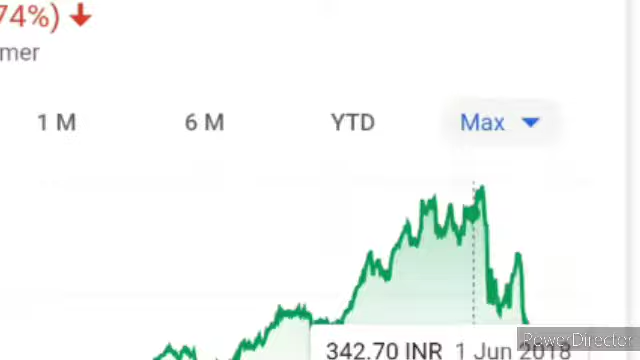 74%)
mer
1 M 6 M YTD Max
342.70 INR 1 Jun 2018
PowerDirector